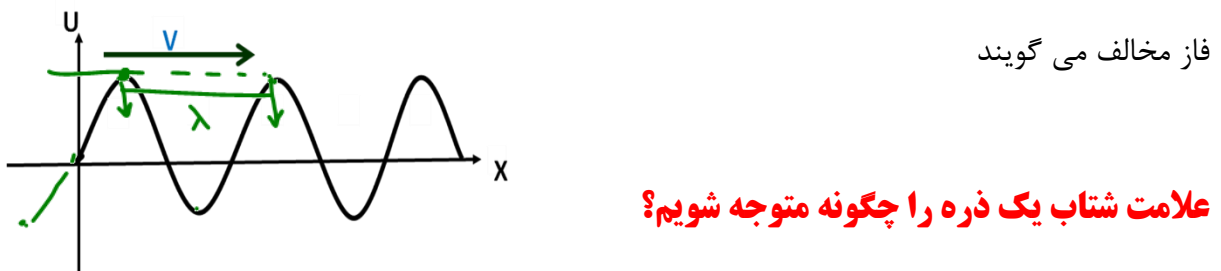 U
V
λ
X
فاز مخالف می گویند
علامت شتاب یک ذره را چگونه متوجه شویم؟